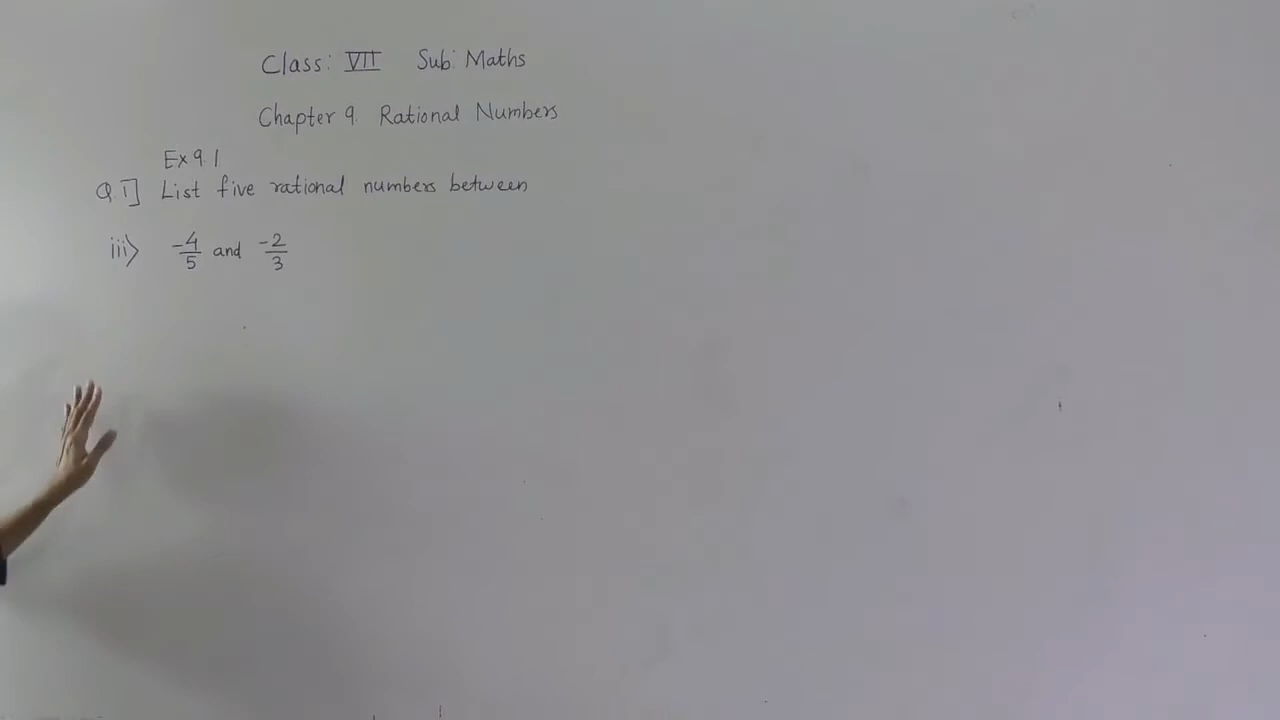 Class: VII Sub: Maths
Chapter 9. Rational Numbers
Ex 9.1
Q.1] List five rational numbers between
iii> -4/5 and -2/3